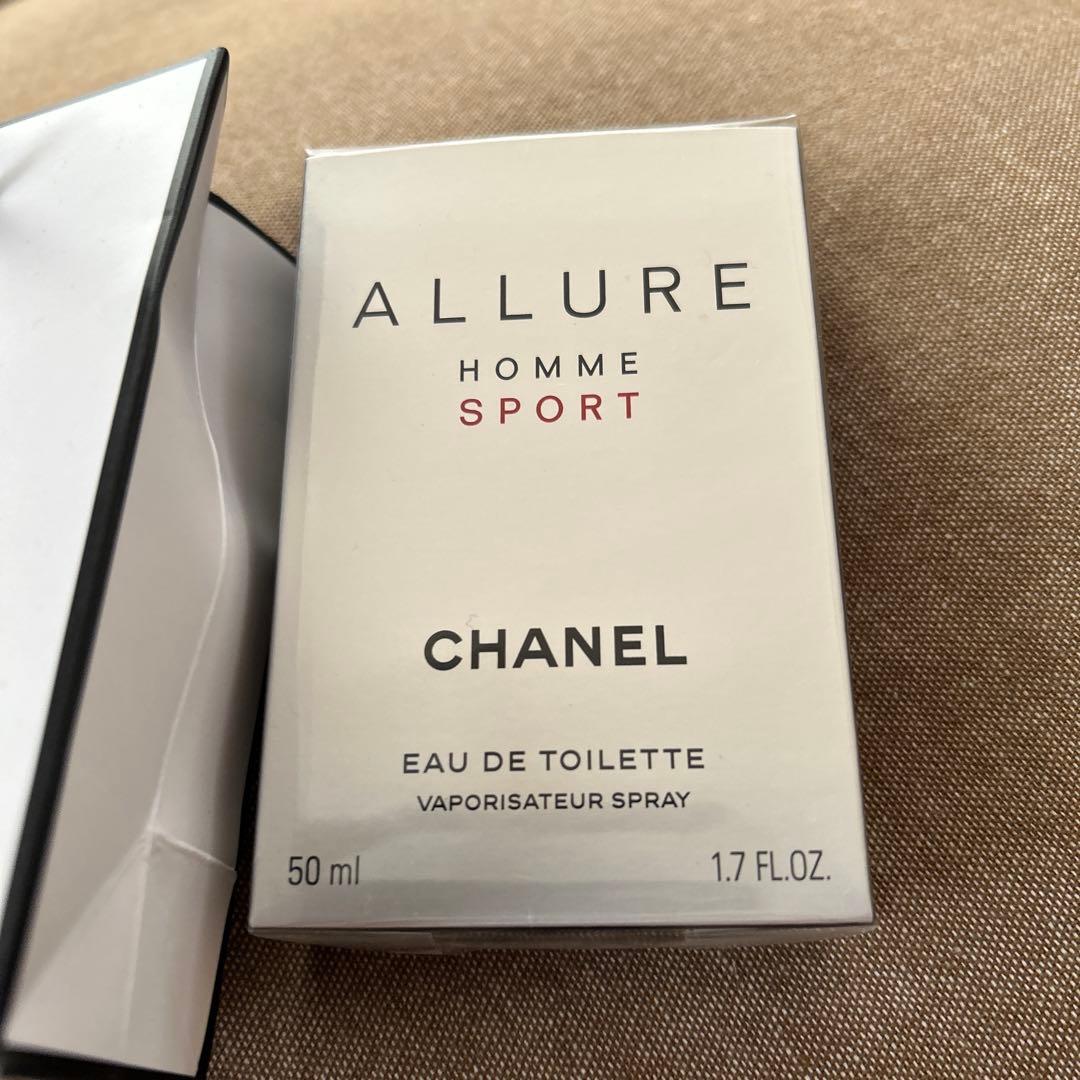 ALLURE
HOMME
SPORT
CHANEL
EAU DE TOILETTE
VAPORISATEUR SPRAY
50 ml 1.7 FL.OZ.